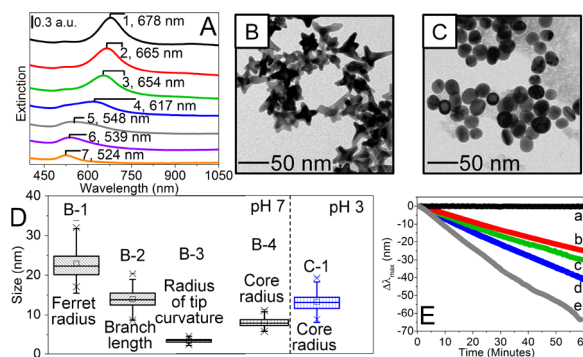 0.3 a.u.
A
1, 678 nm
2, 665 nm
3, 654 nm
4, 617 nm
5, 548 nm
6, 539 nm
7, 524 nm
Extinction
450 600 750 900 1050
Wavelength (nm)
B
50 nm
C
50 nm
D
B-1
pH 7
pH 3
B-2
B-3
B-4
C-1
Radius
of tip
curvature
Core
radius
Ferret
radius
Branch
length
Core
radius
Size (nm)
40
30
20
10
0
E
Δλmax
(nm)
0
-10
-20
-30
-40
-50
-60
-70
a
b
c
d
e
0 20 40 60
Time (Minutes)